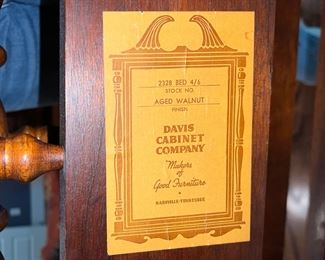 2328 BED 4/6
STOCK NO.
AGED WALNUT
FINISH
DAVIS
CABINET
COMPANY
Makers
of
Good Furniture
NASHVILLE • TENNESSEE